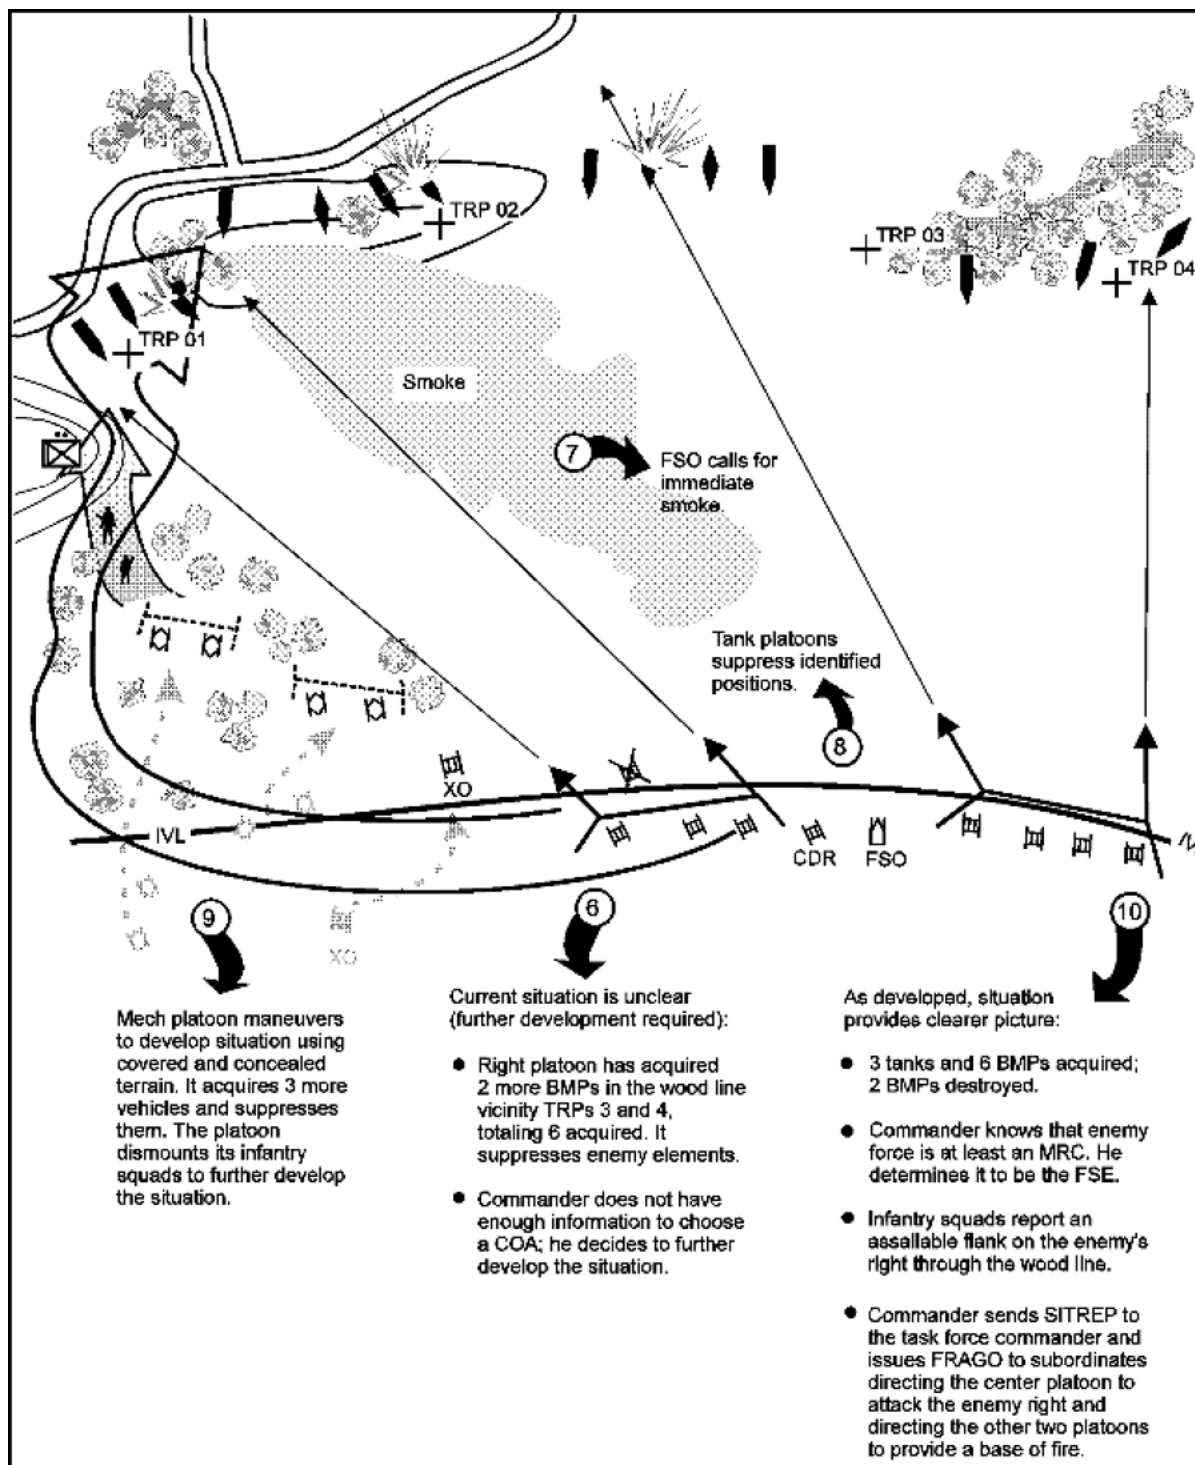 TRP 02
TRP 03
TRP 04
TRP 01
Smoke
7
FSO calls for
immediate
smoke.
Tank platoons
suppress identified
positions.
8
XO
IVL
CDR
FSO
9
6
10
XO
Mech platoon maneuvers
to develop situation using
covered and concealed
terrain. It acquires 3 more
vehicles and suppresses
them. The platoon
dismounts its infantry
squads to further develop
the situation.
Current situation is unclear
(further development required):
● Right platoon has acquired
2 more BMPs in the wood line
vicinity TRPs 3 and 4,
totaling 6 acquired. It
suppresses enemy elements.
● Commander does not have
enough information to choose
a COA; he decides to further
develop the situation.
As developed, situation
provides clearer picture:
● 3 tanks and 6 BMPs acquired;
2 BMPs destroyed.
● Commander knows that enemy
force is at least an MRC. He
determines it to be the FSE.
● Infantry squads report an
assailable flank on the enemy's
right through the wood line.
● Commander sends SITREP to
the task force commander and
issues FRAGO to subordinates
directing the center platoon to
attack the enemy right and
directing the other two platoons
to provide a base of fire.